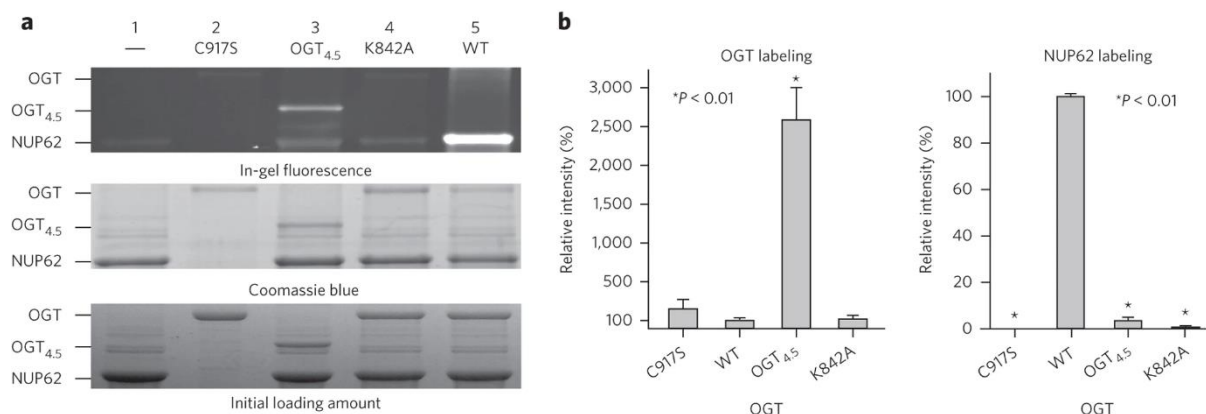 a
1 2 3 4 5
— C917S OGT4.5 K842A WT
OGT
OGT4.5
NUP62
In-gel fluorescence
OGT
OGT4.5
NUP62
Coomassie blue
OGT
OGT4.5
NUP62
Initial loading amount
b
OGT labeling
*P < 0.01
*
Relative intensity (%)
3,000
2,500
2,000
1,500
1,000
500
100
C917S WT OGT4.5 K842A
OGT
NUP62 labeling
*P < 0.01
Relative intensity (%)
100
80
60
40
20
0
* * *
C917S WT OGT4.5 K842A
OGT